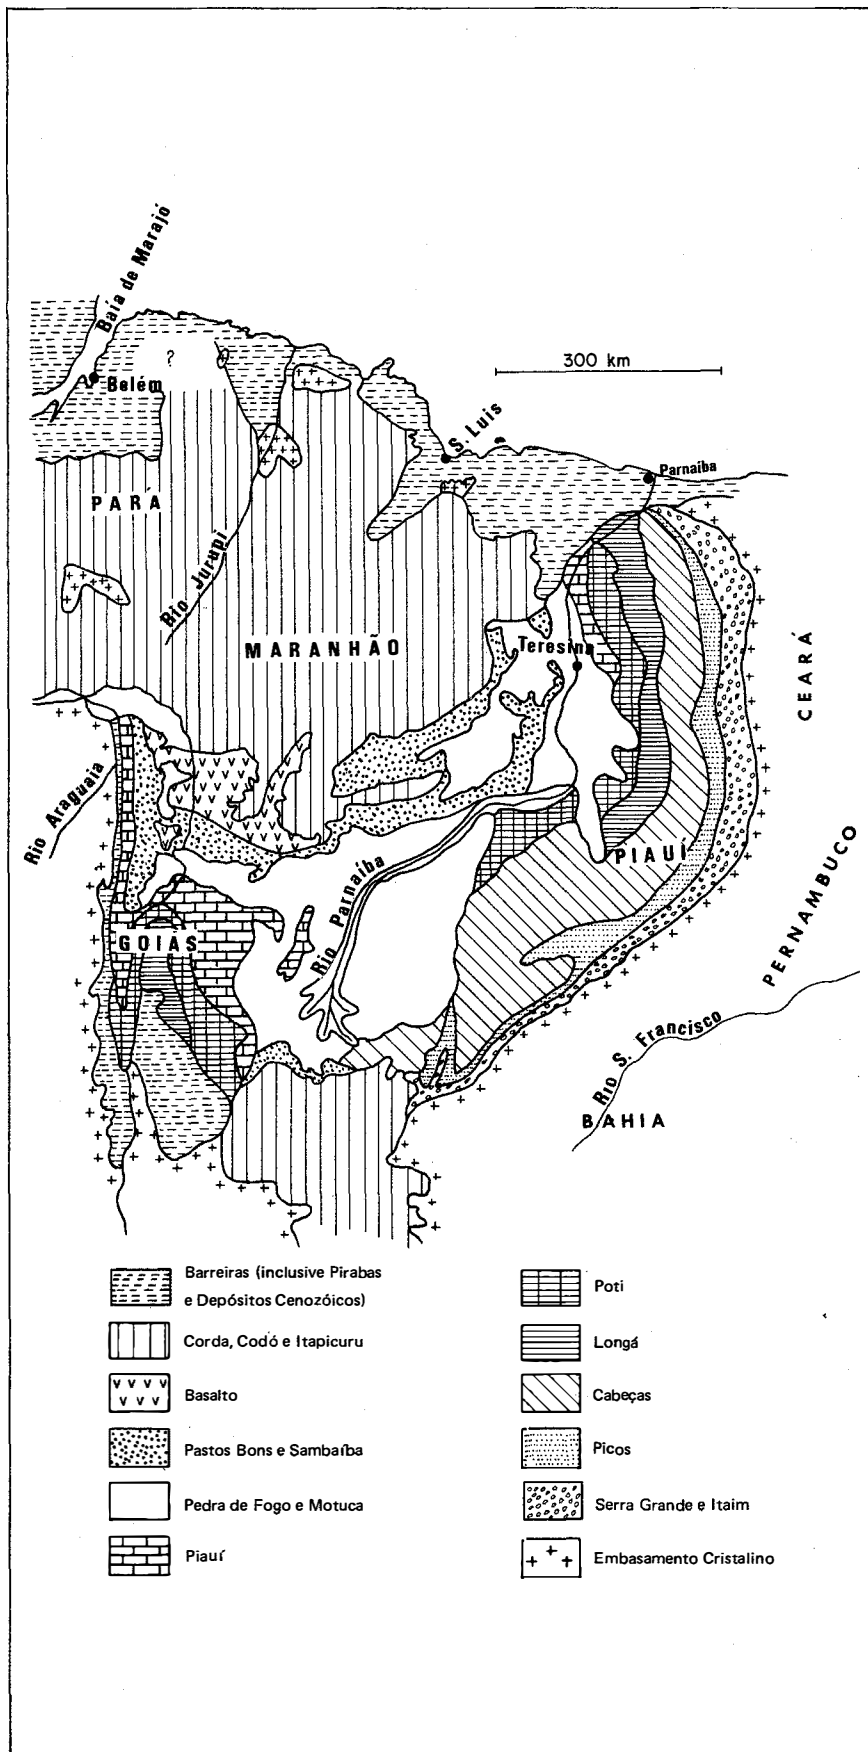 Baía de Marajó
?
300 km
Belém
S. Luis
Parnaíba
PARÁ
Rio Jurupi
MARANHÃO
Teresina
CEARÁ
Rio Araguaia
PIAUÍ
Rio Parnaíba
PERNAMBUCO
GOIÁS
Rio S. Francisco
BAHIA
Barreiras (inclusive Pirabas
e Depósitos Cenozóicos)
Corda, Codó e Itapicuru
Basalto
Pastos Bons e Sambaíba
Pedra de Fogo e Motuca
Piauí
Poti
Longá
Cabeças
Picos
Serra Grande e Itaim
Embasamento Cristalino